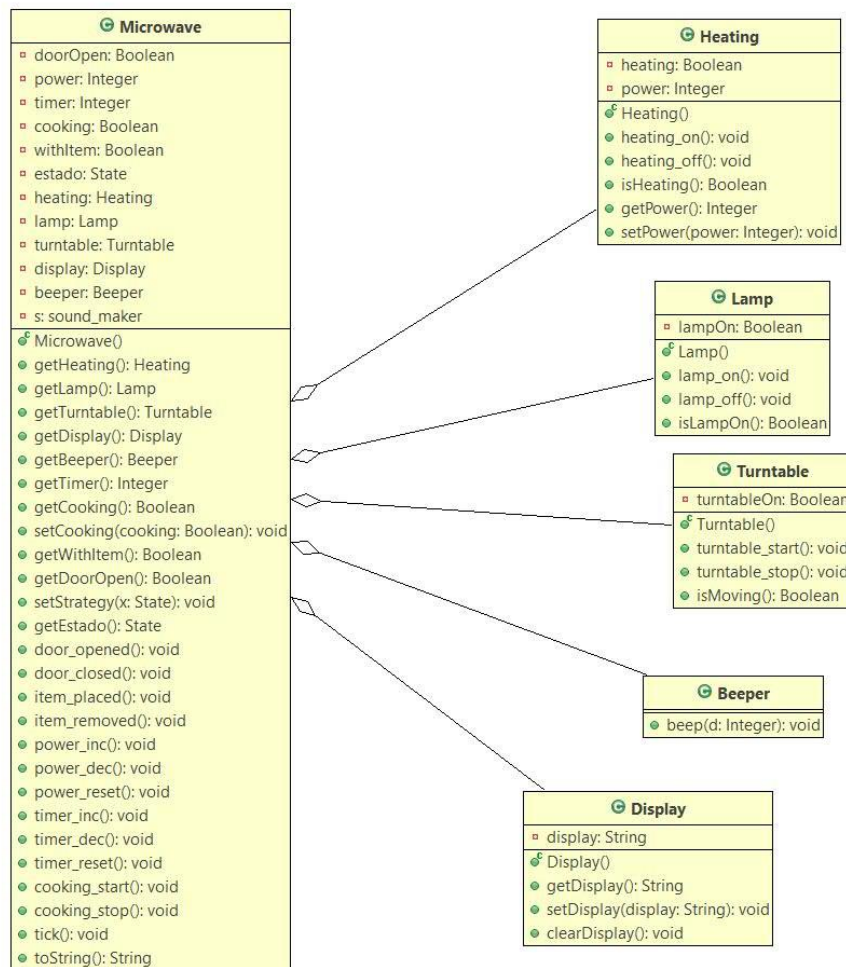 Microwave
doorOpen: Boolean
power: Integer
timer: Integer
cooking: Boolean
withItem: Boolean
estado: State
heating: Heating
lamp: Lamp
turntable: Turntable
display: Display
beeper: Beeper
s: sound_maker
Microwave()
getHeating(): Heating
getLamp(): Lamp
getTurntable(): Turntable
getDisplay(): Display
getBeeper(): Beeper
getTimer(): Integer
getCooking(): Boolean
setCooking(cooking: Boolean): void
getWithItem(): Boolean
getDoorOpen(): Boolean
setStrategy(x: State): void
getEstado(): State
door_opened(): void
door_closed(): void
item_placed(): void
item_removed(): void
power_inc(): void
power_dec(): void
power_reset(): void
timer_inc(): void
timer_dec(): void
timer_reset(): void
cooking_start(): void
cooking_stop(): void
tick(): void
toString(): String
Heating
heating: Boolean
power: Integer
Heating()
heating_on(): void
heating_off(): void
isHeating(): Boolean
getPower(): Integer
setPower(power: Integer): void
Lamp
lampOn: Boolean
Lamp()
lamp_on(): void
lamp_off(): void
isLampOn(): Boolean
Turntable
turntableOn: Boolean
Turntable()
turntable_start(): void
turntable_stop(): void
isMoving(): Boolean
Beeper
beep(d: Integer): void
Display
display: String
Display()
getDisplay(): String
setDisplay(display: String): void
clearDisplay(): void